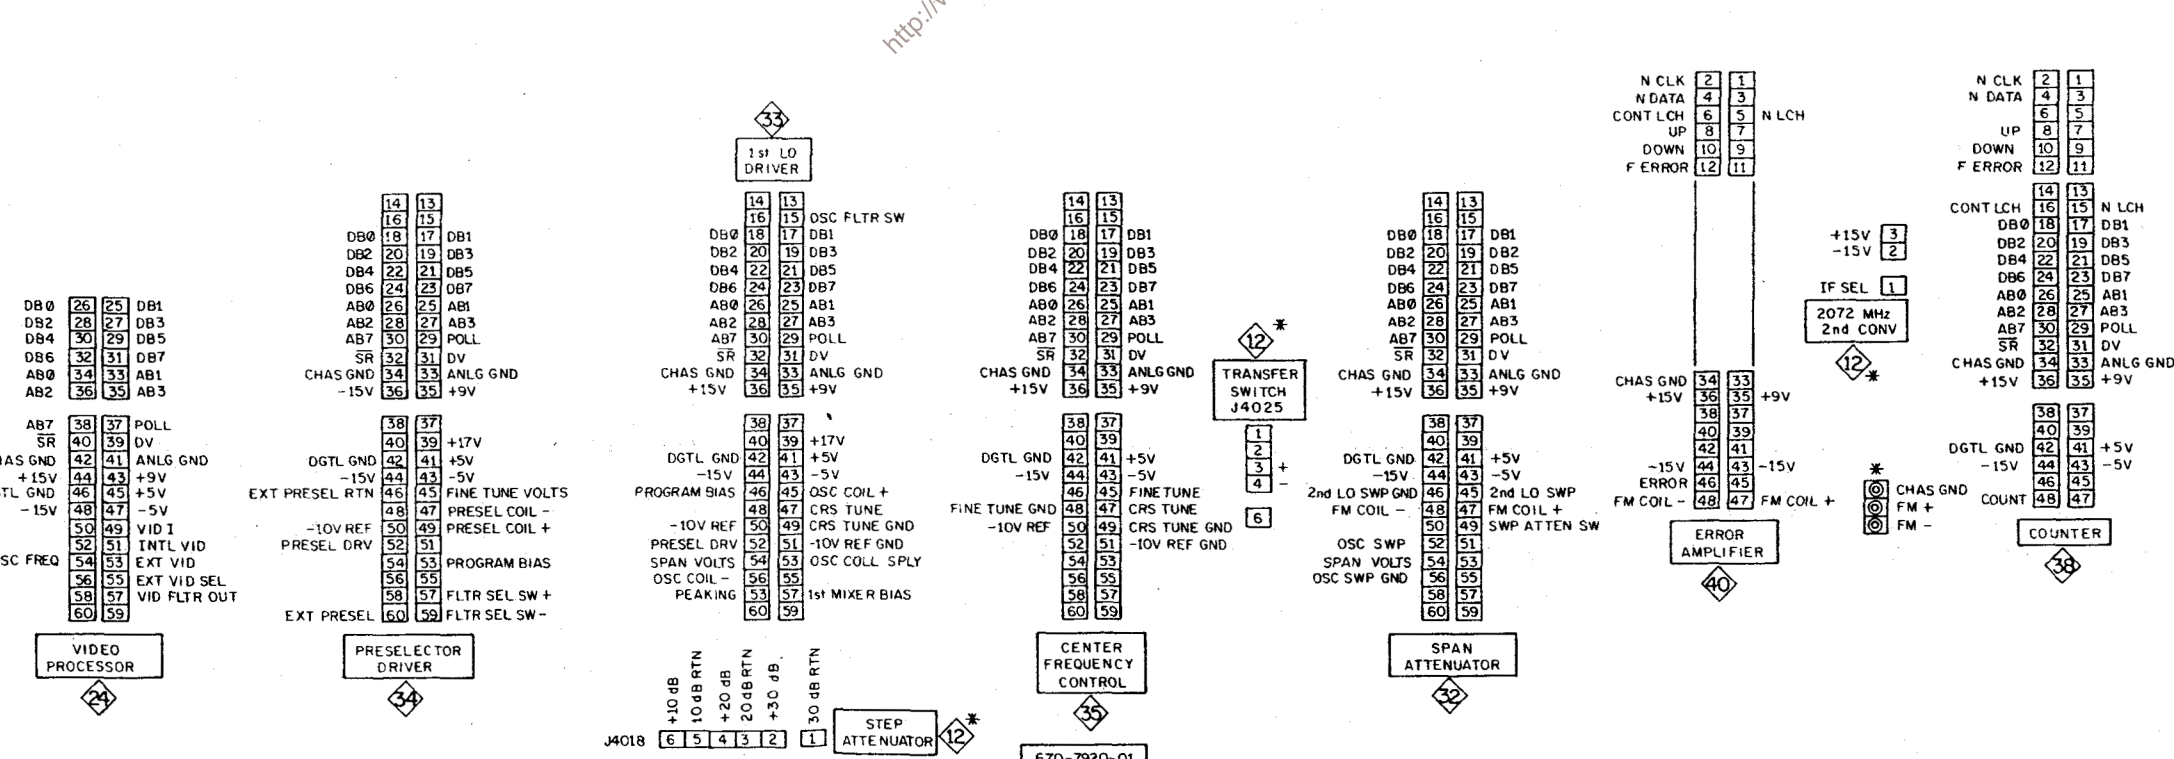 http://
DB0 26 25 DB1
DB2 28 27 DB3
DB4 30 29 DB5
DB6 32 31 DB7
AB0 34 33 AB1
AB2 36 35 AB3
AB7 38 37 POLL
SR 40 39 DV
AS GND 42 41 ANLG GND
+15V 44 43 +9V
TL GND 46 45 +5V
-15V 48 47 -5V
50 49 VID I
52 51 INTL VID
SC FREQ 54 53 EXT VID
56 55 EXT VID SEL
58 57 VID FLTR OUT
60 59
VIDEO
PROCESSOR
24
14 13
16 15
DB0 18 17 DB1
DB2 20 19 DB3
DB4 22 21 DB5
DB6 24 23 DB7
AB0 26 25 AB1
AB2 28 27 AB3
AB7 30 29 POLL
SR 32 31 DV
CHAS GND 34 33 ANLG GND
-15V 36 35 +9V
38 37
40 39 +17V
DGTL GND 42 41 +5V
-15V 44 43 -5V
EXT PRESEL RTN 46 45 FINE TUNE VOLTS
48 47 PRESEL COIL -
-10V REF 50 49 PRESEL COIL +
PRESEL DRV 52 51
54 53 PROGRAM BIAS
56 55
58 57 FLTR SEL SW +
EXT PRESEL 60 59 FLTR SEL SW -
PRESELECTOR
DRIVER
34
33
1st LO
DRIVER
14 13
16 15 OSC FLTR SW
DB0 18 17 DB1
DB2 20 19 DB3
DB4 22 21 DB5
DB6 24 23 DB7
AB0 26 25 AB1
AB2 28 27 AB3
AB7 30 29 POLL
SR 32 31 DV
CHAS GND 34 33 ANLG GND
+15V 36 35 +9V
38 37
40 39 +17V
DGTL GND 42 41 +5V
-15V 44 43 -5V
PROGRAM BIAS 46 45 OSC COIL +
48 47 CRS TUNE
-10V REF 50 49 CRS TUNE GND
PRESEL DRV 52 51 -10V REF GND
SPAN VOLTS 54 53 OSC COLL SPLY
OSC COIL - 56 55
PEAKING 53 57 1st MIXER BIAS
60 59
+10 dB
10 dB RTN
+20 dB
20 dB RTN
+30 dB
30 dB RTN
J4018 6 5 4 3 2 1
STEP
ATTENUATOR
12 *
14 13
16 15
DB0 18 17 DB1
DB2 20 19 DB3
DB4 22 21 DB5
DB6 24 23 DB7
AB0 26 25 AB1
AB2 28 27 AB3
AB7 30 29 POLL
SR 32 31 DV
CHAS GND 34 33 ANLG GND
+15V 36 35 +9V
38 37
40 39
DGTL GND 42 41 +5V
-15V 44 43 -5V
46 45 FINE TUNE
FINE TUNE GND 48 47 CRS TUNE
-10V REF 50 49 CRS TUNE GND
52 51 -10V REF GND
54 53
56 55
58 57
60 59
CENTER
FREQUENCY
CONTROL
35
670-7920-01
12 *
TRANSFER
SWITCH
J4025
1
2
3 +
4 -
6
14 13
16 15
DB0 18 17 DB1
DB2 20 19 DB2
DB4 22 21 DB5
DB6 24 23 DB7
AB0 26 25 AB1
AB2 28 27 AB3
AB7 30 29 POLL
SR 32 31 DV
CHAS GND 34 33 ANLG GND
+15V 36 35 +9V
38 37
40 39
DGTL GND 42 41 +5V
-15V 44 43 -5V
2nd LO SWP GND 46 45 2nd LO SWP
FM COIL - 48 47 FM COIL +
50 49 SWP ATTEN SW
OSC SWP 52 51
SPAN VOLTS 54 53
OSC SWP GND 56 55
58 57
60 59
SPAN
ATTENUATOR
32
N CLK 2 1
N DATA 4 3
CONT LCH 6 5 N LCH
UP 8 7
DOWN 10 9
F ERROR 12 11
CHAS GND 34 33
+15V 36 35 +9V
38 37
40 39
42 41
-15V 44 43 -15V
ERROR 46 45
FM COIL - 48 47 FM COIL +
ERROR
AMPLIFIER
40
+15V 3
-15V 2
IF SEL 1
2072 MHz
2nd CONV
12 *
*
CHAS GND
FM +
FM -
N CLK 2 1
N DATA 4 3
6 5
UP 8 7
DOWN 10 9
F ERROR 12 11
14 13
CONT LCH 16 15 N LCH
DB0 18 17 DB1
DB2 20 19 DB3
DB4 22 21 DB5
DB6 24 23 DB7
AB0 26 25 AB1
AB2 28 27 AB3
AB7 30 29 POLL
SR 32 31 DV
CHAS GND 34 33 ANLG GND
+15V 36 35 +9V
38 37
40 39
DGTL GND 42 41 +5V
-15V 44 43 -5V
46 45
COUNT 48 47
COUNTER
38